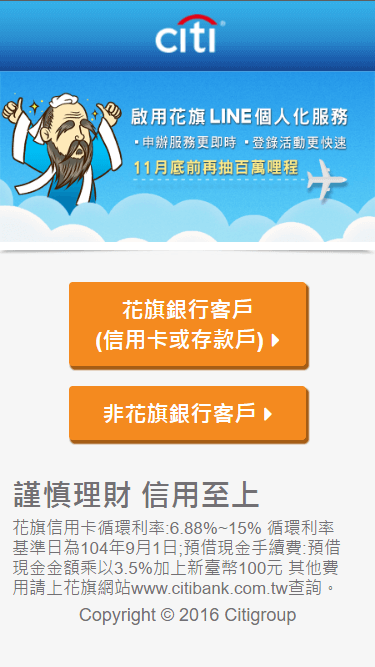 citi
啟用花旗LINE個人化服務
•申辦服務更即時 •登錄活動更快速
11月底前再抽百萬哩程
花旗銀行客戶
(信用卡或存款戶)
非花旗銀行客戶
謹慎理財 信用至上
花旗信用卡循環利率:6.88%~15% 循環利率
基準日為104年9月1日;預借現金手續費:預借
現金金額乘以3.5%加上新臺幣100元 其他費
用請上花旗網站www.citibank.com.tw查詢。
Copyright © 2016 Citigroup